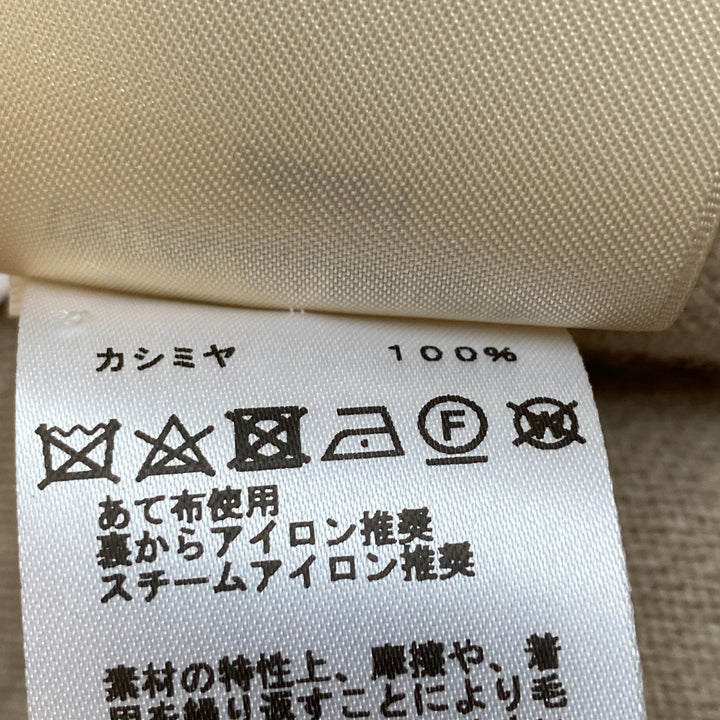 カシミヤ 100%
F W
あて布使用
裏からアイロン推奨
スチームアイロン推奨
素材の特性上、摩擦や、着
用を繰り返すことにより毛